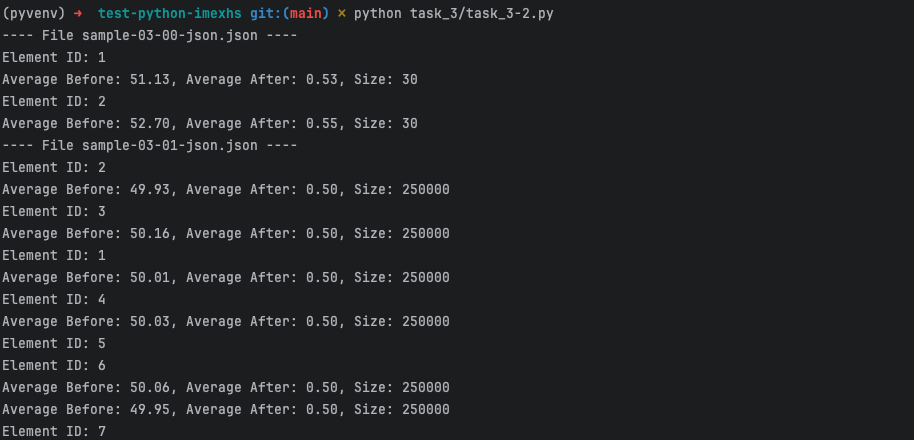 (pyvenv) ➜  test-python-imexhs git:(main) ✗ python task_3/task_3-2.py
---- File sample-03-00-json.json ----
Element ID: 1
Average Before: 51.13, Average After: 0.53, Size: 30
Element ID: 2
Average Before: 52.70, Average After: 0.55, Size: 30
---- File sample-03-01-json.json ----
Element ID: 2
Average Before: 49.93, Average After: 0.50, Size: 250000
Element ID: 3
Average Before: 50.16, Average After: 0.50, Size: 250000
Element ID: 1
Average Before: 50.01, Average After: 0.50, Size: 250000
Element ID: 4
Average Before: 50.03, Average After: 0.50, Size: 250000
Element ID: 5
Element ID: 6
Average Before: 50.06, Average After: 0.50, Size: 250000
Average Before: 49.95, Average After: 0.50, Size: 250000
Element ID: 7